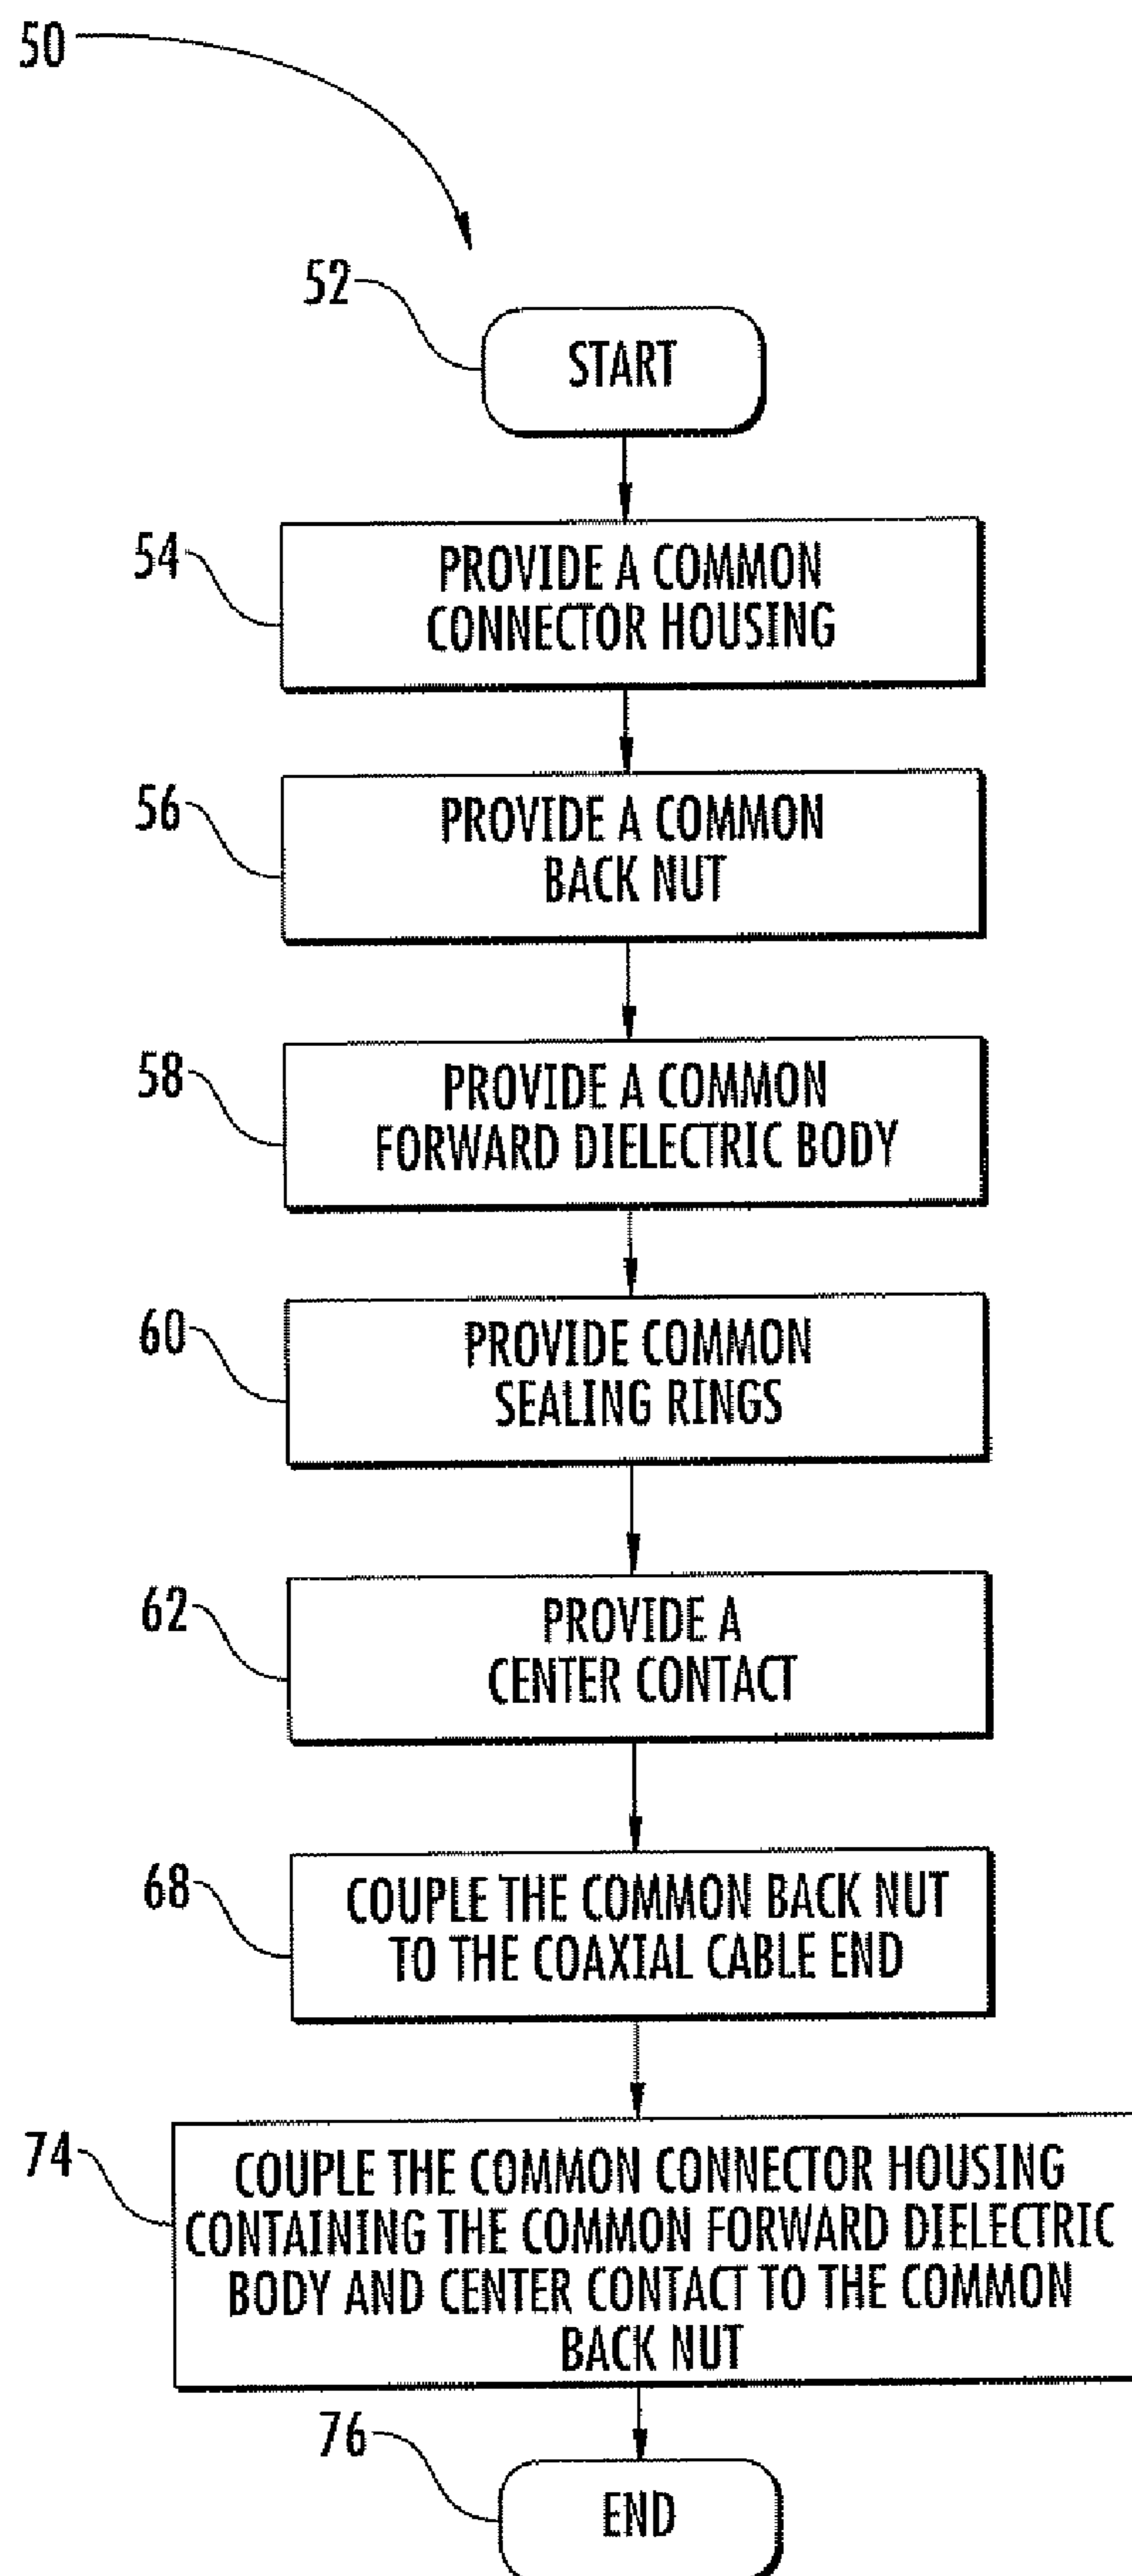 50
52
START
54
PROVIDE A COMMON
CONNECTOR HOUSING
56
PROVIDE A COMMON
BACK NUT
58
PROVIDE A COMMON
FORWARD DIELECTRIC BODY
60
PROVIDE COMMON
SEALING RINGS
62
PROVIDE A
CENTER CONTACT
68
COUPLE THE COMMON BACK NUT
TO THE COAXIAL CABLE END
74
COUPLE THE COMMON CONNECTOR HOUSING
CONTAINING THE COMMON FORWARD DIELECTRIC
BODY AND CENTER CONTACT TO THE COMMON
BACK NUT
76
END